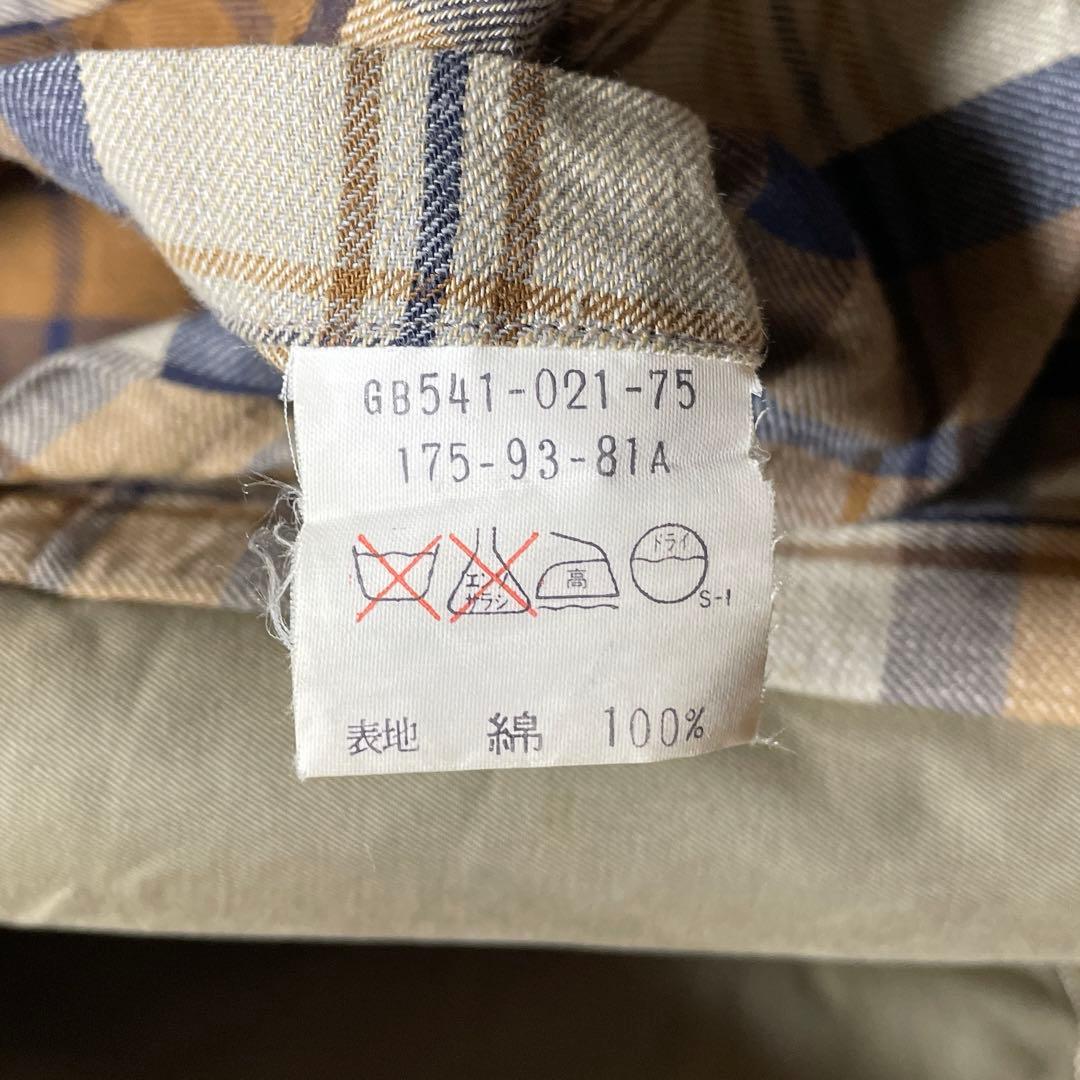 GB541-021-75
175-93-81A
エンソ サラシ 高 ドライ S-1
表地 綿 100%